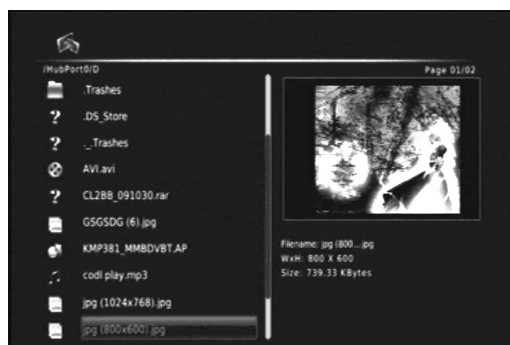 /HubPort0/D
Page 01/02
.Trashes
.DS_Store
._Trashes
AVI.avi
CL2BB_091030.rar
GSGSDG (6).jpg
KMP381_MMBDVBT.AP
codl play.mp3
jpg (1024x768).jpg
jpg (800x600).jpg
Filename: jpg (800....jpg
WxH: 800 X 600
Size: 739.33 KBytes